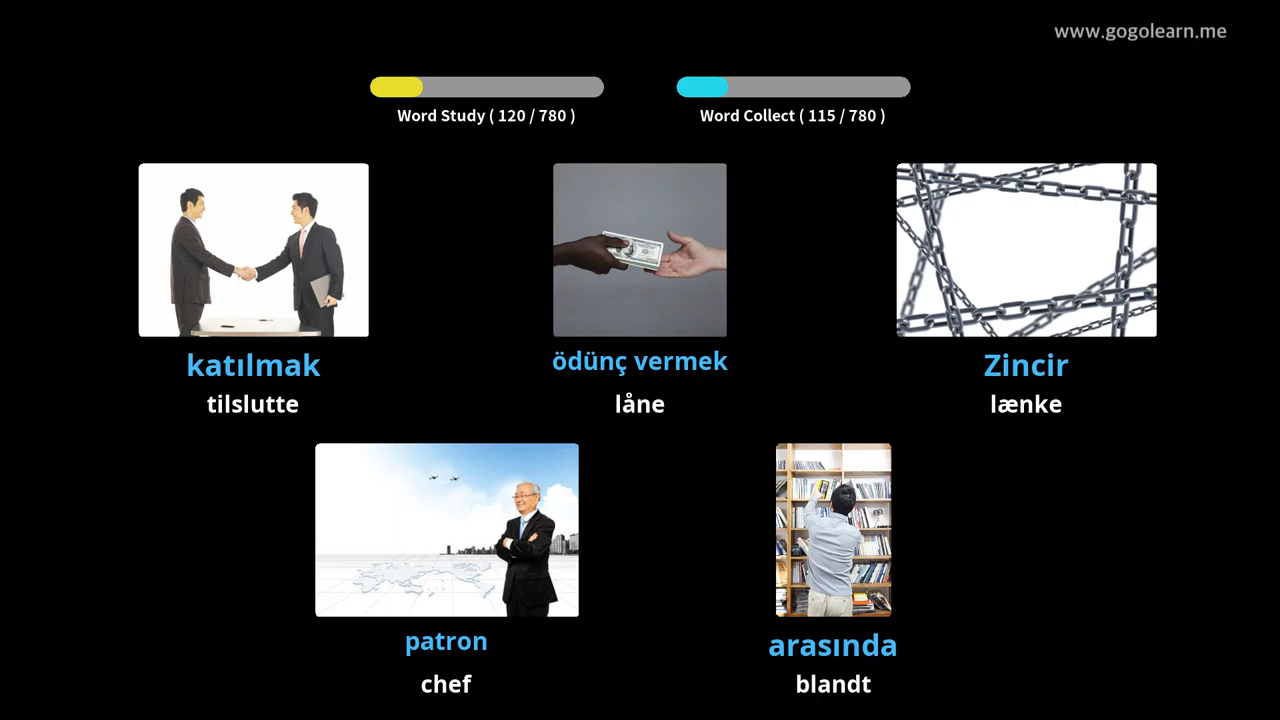 www.gogolearn.me
Word Study ( 120 / 780 )
Word Collect ( 115 / 780 )
katılmak
tilslutte
ödünç vermek
låne
Zincir
lænke
patron
chef
arasında
blandt